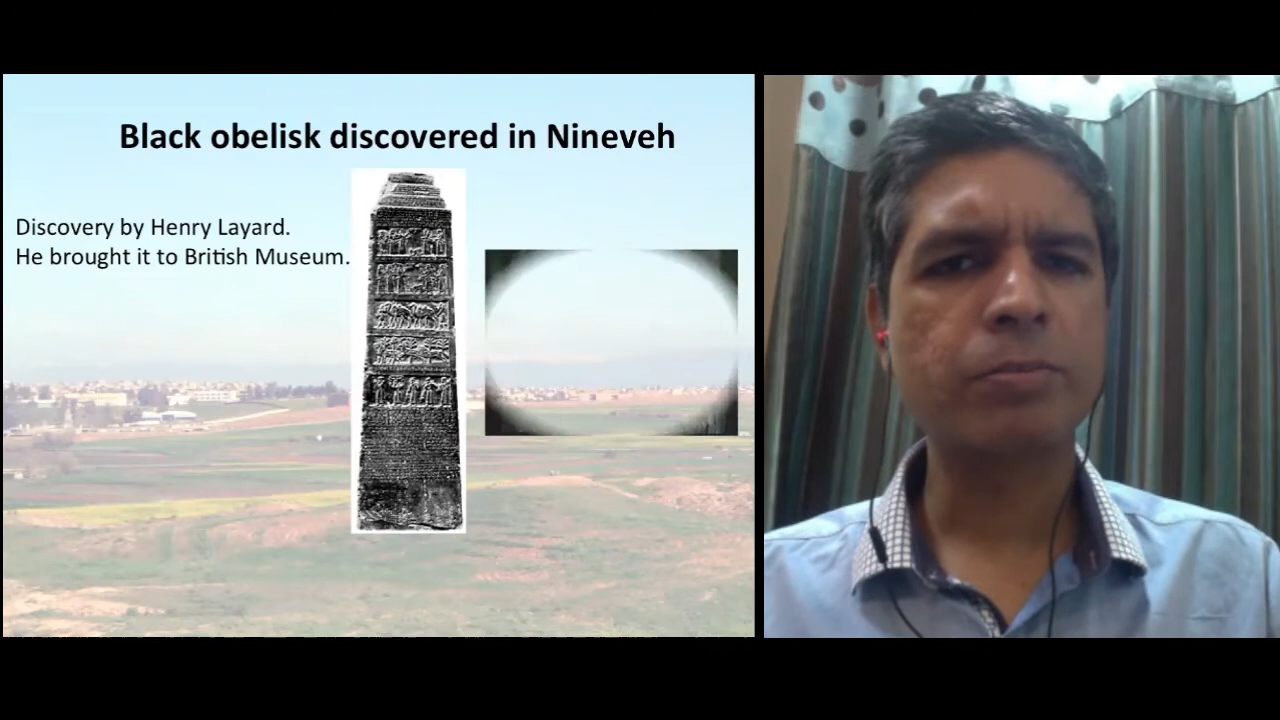 Black obelisk discovered in Nineveh
Discovery by Henry Layard.
He brought it to British Museum.